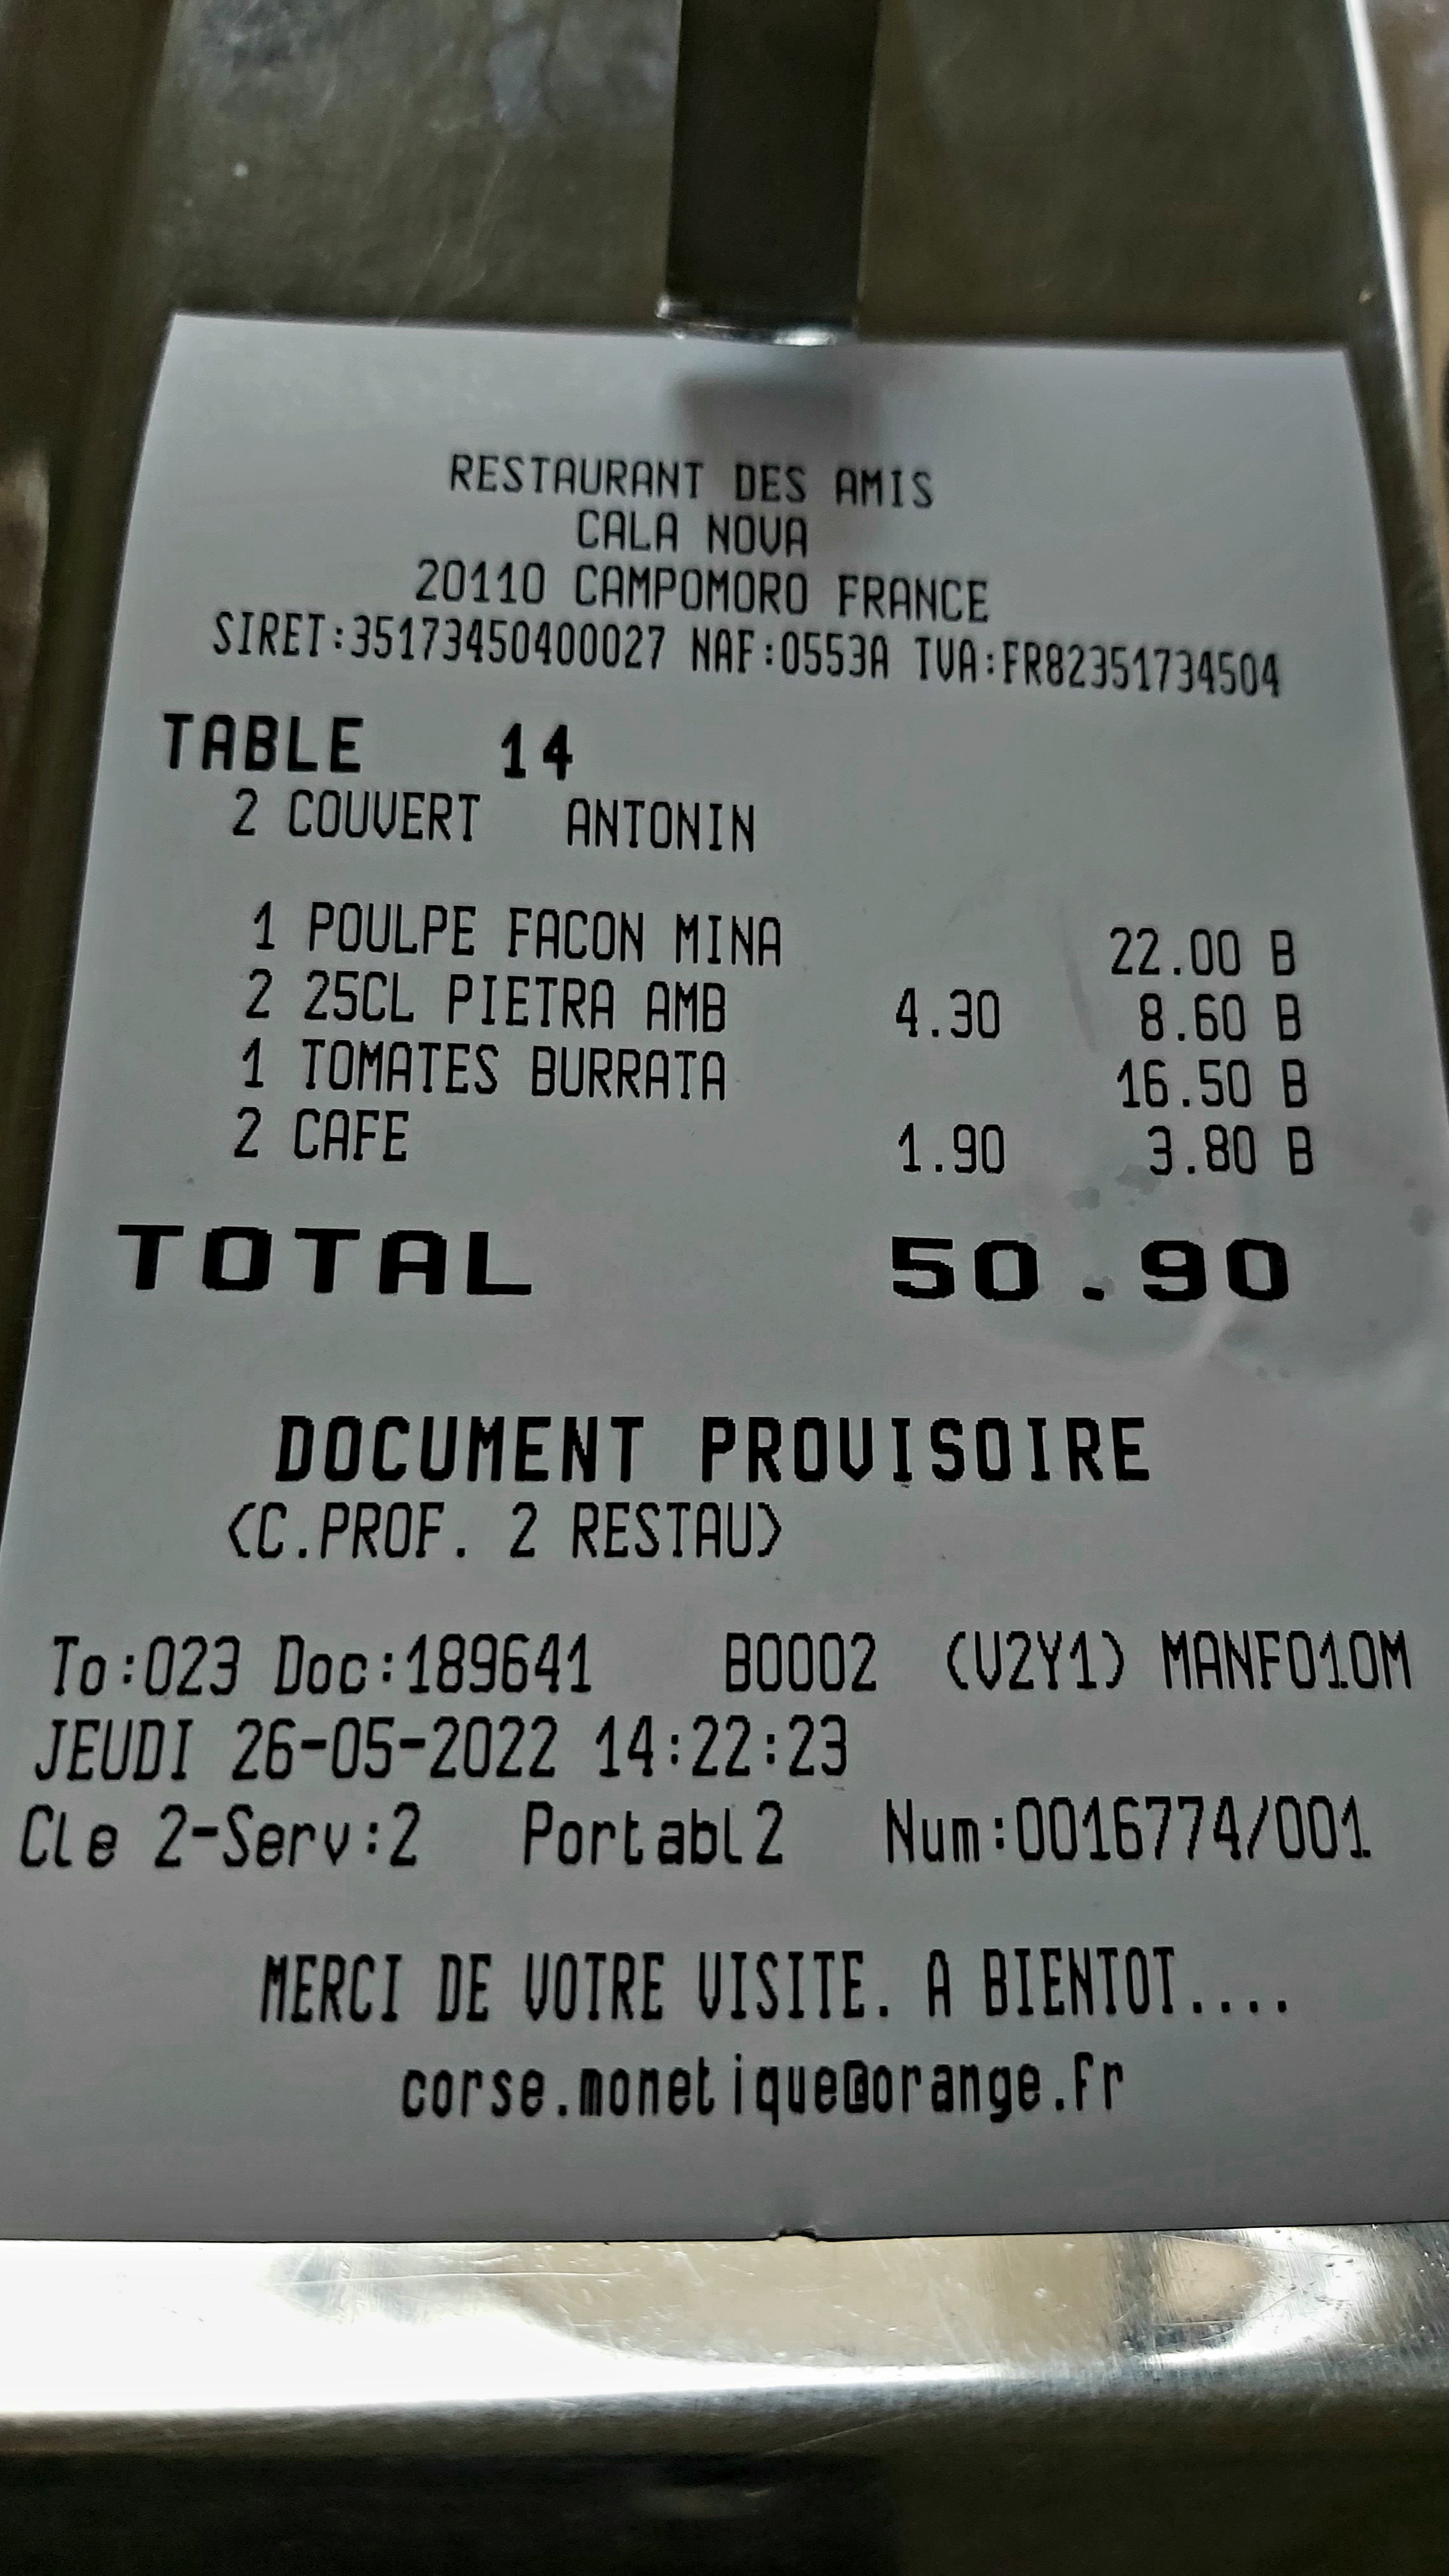 RESTAURANT DES AMIS
CALA NOVA
20110 CAMPOMORO FRANCE
SIRET:35173450400027 NAF:0553A TVA:FR82351734504
TABLE 14
2 COUVERT ANTONIN
1 POULPE FACON MINA 22.00 B
2 25CL PIETRA AMB 4.30 8.60 B
1 TOMATES BURRATA 16.50 B
2 CAFE 1.90 3.80 B
TOTAL 50.90
DOCUMENT PROVISOIRE
<C.PROF. 2 RESTAU>
To:023 Doc:189641 B0002 (V2Y1) MANF010M
JEUDI 26-05-2022 14:22:23
Cle 2-Serv:2 Portabl2 Num:0016774/001
MERCI DE VOTRE VISITE. A BIENTOT....
corse.monetique@orange.fr